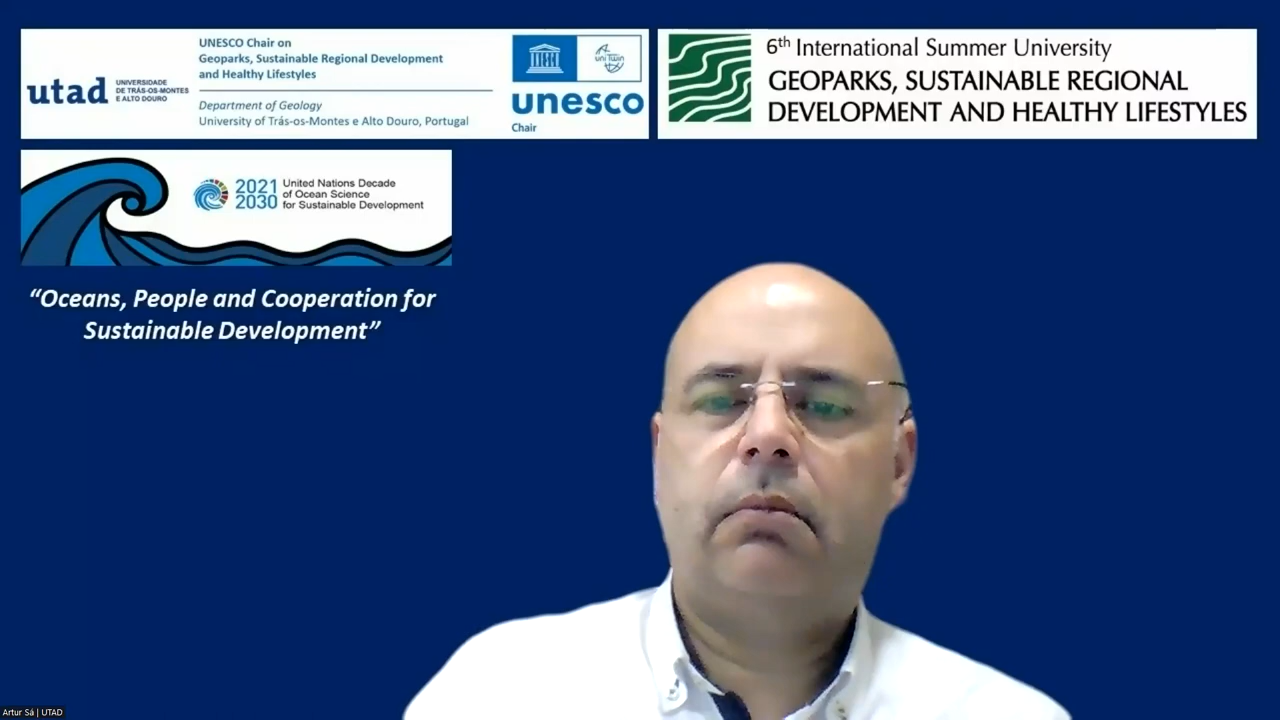 utad
UNIVERSIDADE
DE TRÁS-OS-MONTES
E ALTO DOURO
UNESCO Chair on
Geoparks, Sustainable Regional Development
and Healthy Lifestyles
Department of Geology
University of Trás-os-Montes e Alto Douro, Portugal
uni Twin
unesco
Chair
6th International Summer University
GEOPARKS, SUSTAINABLE REGIONAL
DEVELOPMENT AND HEALTHY LIFESTYLES
2021
2030
United Nations Decade
of Ocean Science
for Sustainable Development
“Oceans, People and Cooperation for
Sustainable Development”
Artur Sá | UTAD